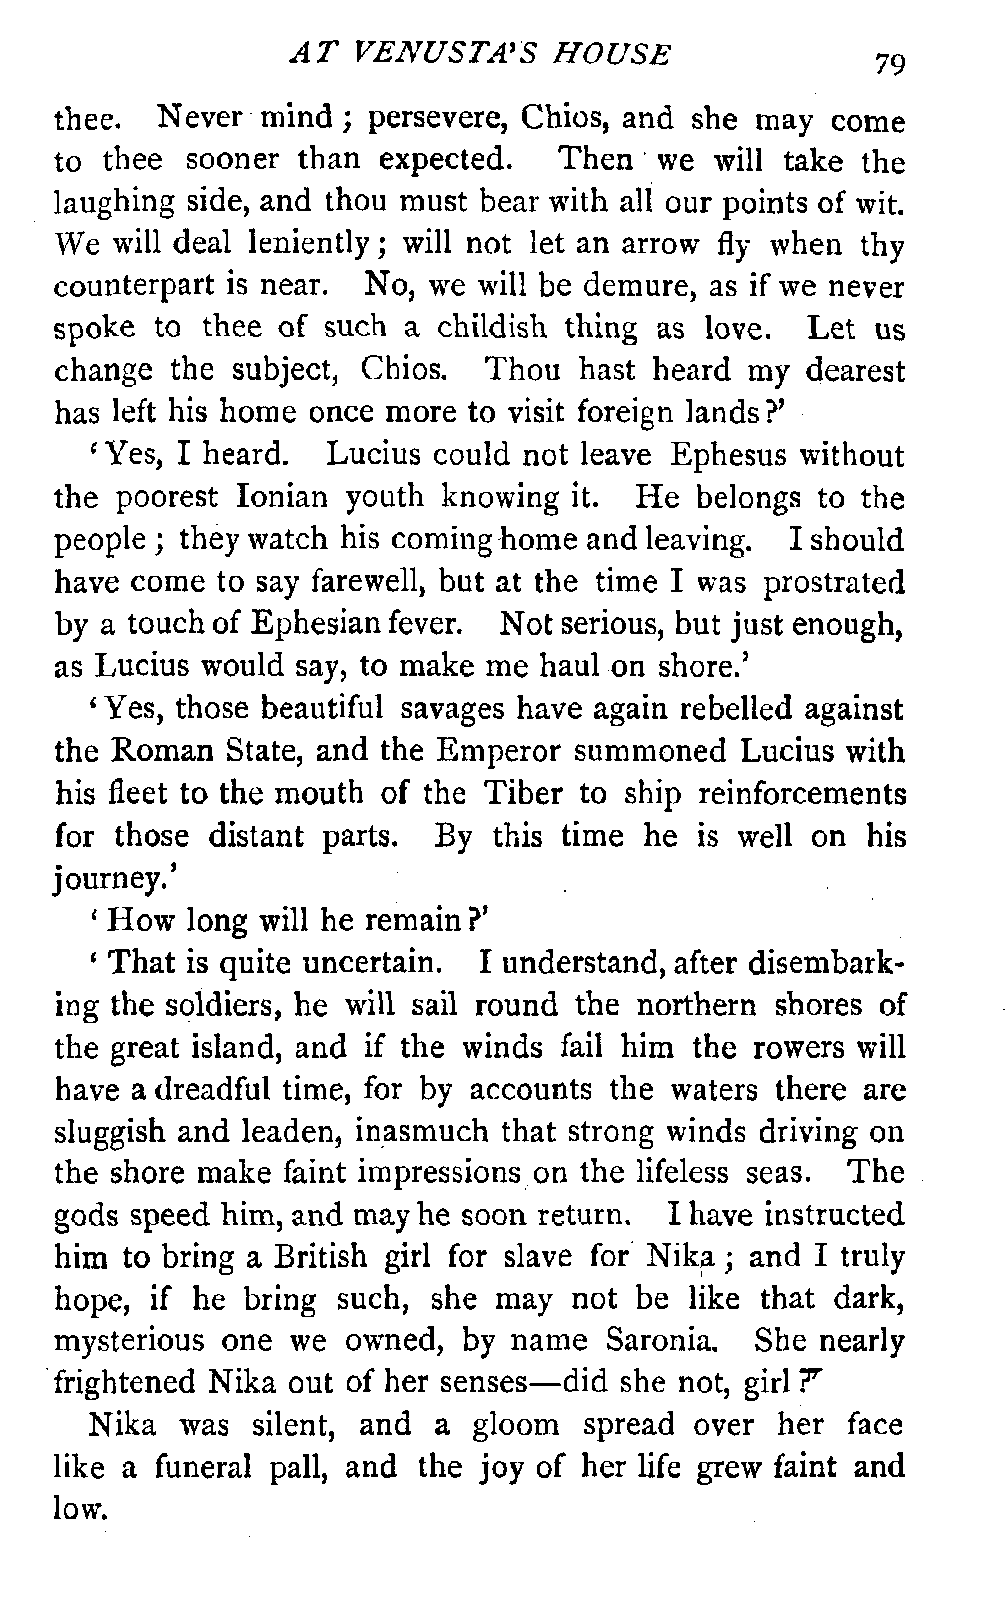 AT VENUSTA'S HOUSE 79
thee. Never mind; persevere, Chios, and she may come
to thee sooner than expected. Then we will take the
laughing side, and thou must bear with all our points of wit.
We will deal leniently; will not let an arrow fly when thy
counterpart is near. No, we will be demure, as if we never
spoke to thee of such a childish thing as love. Let us
change the subject, Chios. Thou hast heard my dearest
has left his home once more to visit foreign lands?'
'Yes, I heard. Lucius could not leave Ephesus without
the poorest Ionian youth knowing it. He belongs to the
people; they watch his coming home and leaving. I should
have come to say farewell, but at the time I was prostrated
by a touch of Ephesian fever. Not serious, but just enough,
as Lucius would say, to make me haul on shore.'
'Yes, those beautiful savages have again rebelled against
the Roman State, and the Emperor summoned Lucius with
his fleet to the mouth of the Tiber to ship reinforcements
for those distant parts. By this time he is well on his
journey.'
'How long will he remain?'
'That is quite uncertain. I understand, after disembark-
ing the soldiers, he will sail round the northern shores of
the great island, and if the winds fail him the rowers will
have a dreadful time, for by accounts the waters there are
sluggish and leaden, inasmuch that strong winds driving on
the shore make faint impressions on the lifeless seas. The
gods speed him, and may he soon return. I have instructed
him to bring a British girl for slave for Nika; and I truly
hope, if he bring such, she may not be like that dark,
mysterious one we owned, by name Saronia. She nearly
frightened Nika out of her senses—did she not, girl?'
Nika was silent, and a gloom spread over her face
like a funeral pall, and the joy of her life grew faint and
low.